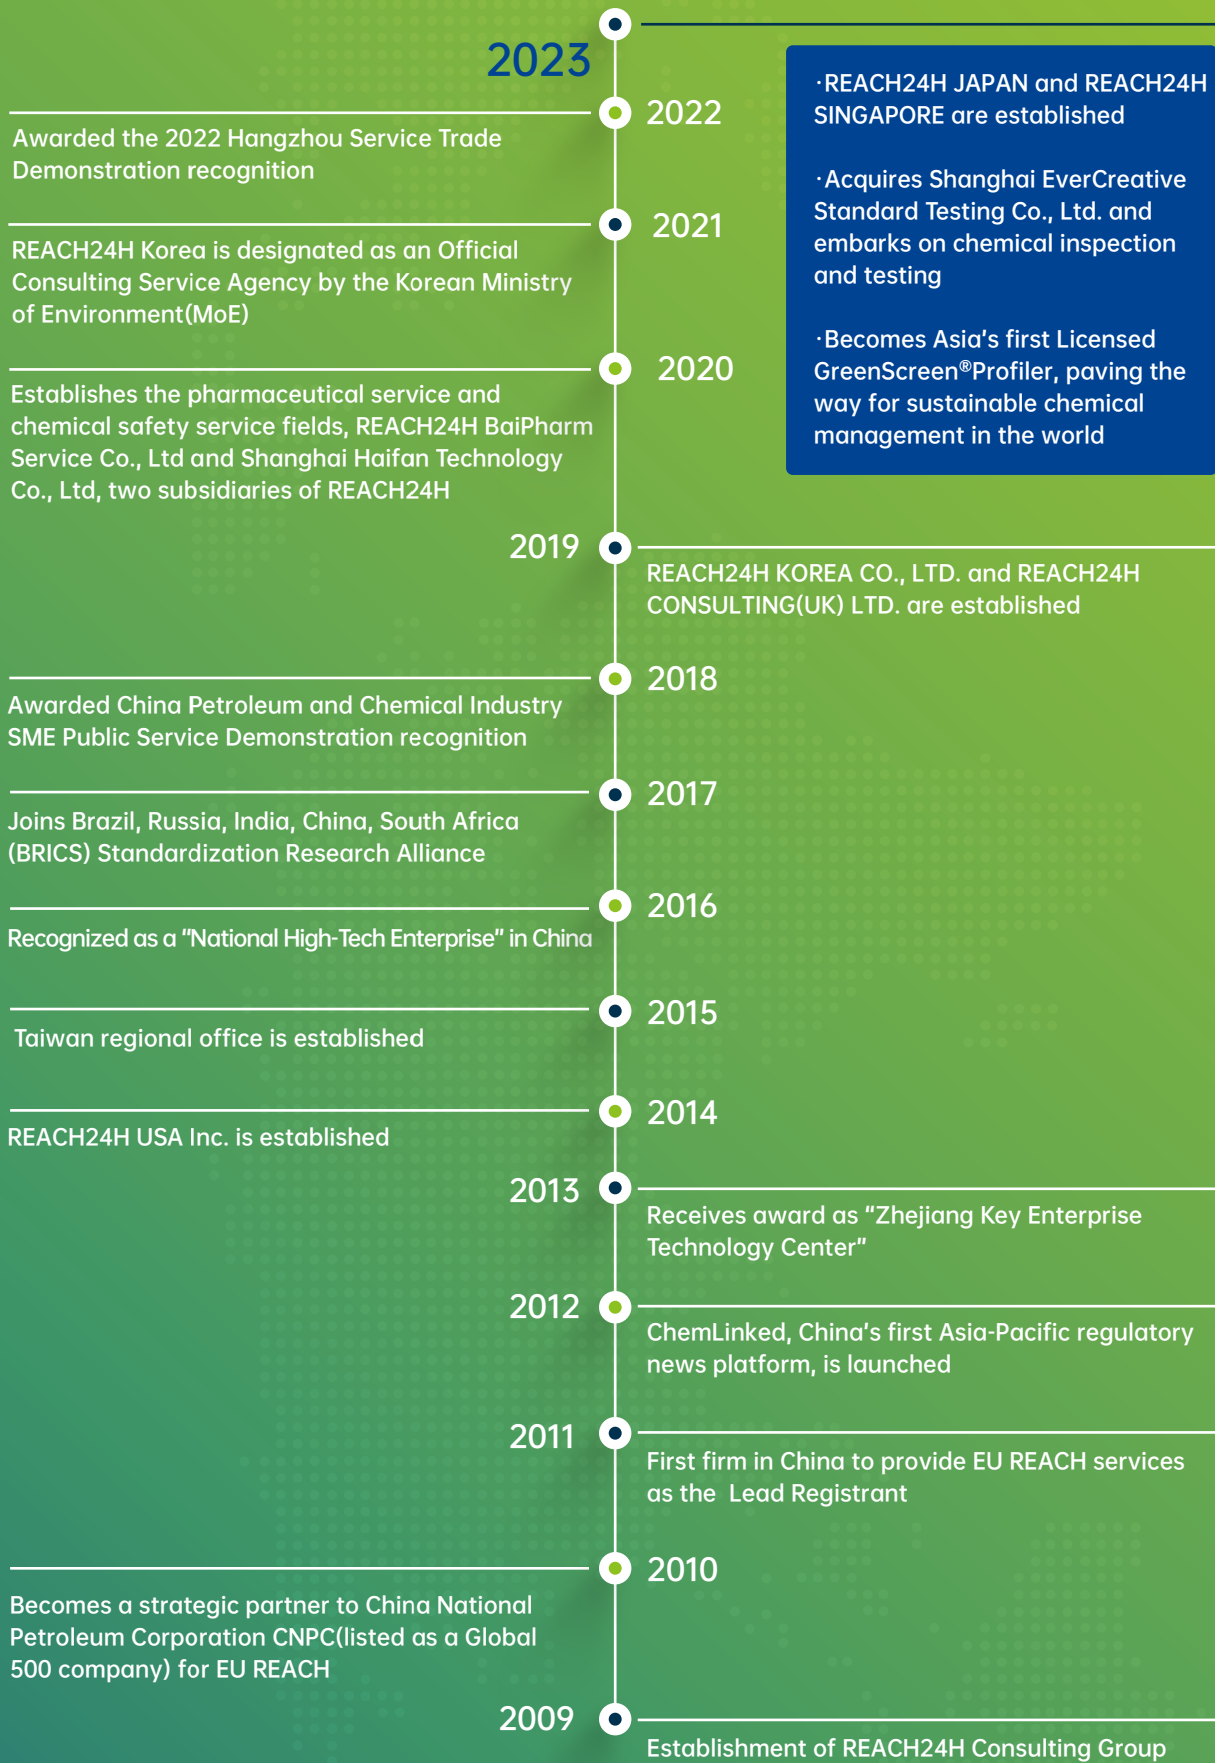 2023
·REACH24H JAPAN and REACH24H
SINGAPORE are established
·Acquires Shanghai EverCreative
Standard Testing Co., Ltd. and
embarks on chemical inspection
and testing
·Becomes Asia's first Licensed
GreenScreen®Profiler, paving the
way for sustainable chemical
management in the world
2022
Awarded the 2022 Hangzhou Service Trade
Demonstration recognition
2021
REACH24H Korea is designated as an Official
Consulting Service Agency by the Korean Ministry
of Environment(MoE)
2020
Establishes the pharmaceutical service and
chemical safety service fields, REACH24H BaiPharm
Service Co., Ltd and Shanghai Haifan Technology
Co., Ltd, two subsidiaries of REACH24H
2019
REACH24H KOREA CO., LTD. and REACH24H
CONSULTING(UK) LTD. are established
2018
Awarded China Petroleum and Chemical Industry
SME Public Service Demonstration recognition
2017
Joins Brazil, Russia, India, China, South Africa
(BRICS) Standardization Research Alliance
2016
Recognized as a "National High-Tech Enterprise" in China
2015
Taiwan regional office is established
2014
REACH24H USA Inc. is established
2013
Receives award as "Zhejiang Key Enterprise
Technology Center"
2012
ChemLinked, China's first Asia-Pacific regulatory
news platform, is launched
2011
First firm in China to provide EU REACH services
as the Lead Registrant
2010
Becomes a strategic partner to China National
Petroleum Corporation CNPC(listed as a Global
500 company) for EU REACH
2009
Establishment of REACH24H Consulting Group